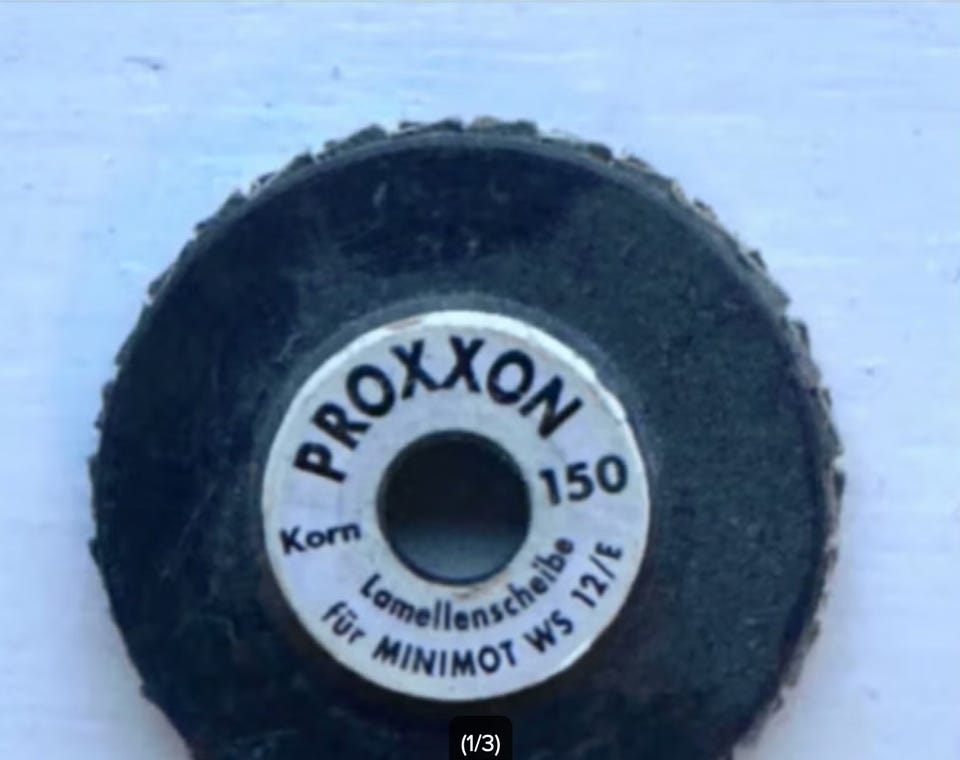 PROXXON
Korn 150
Lamellenscheibe
für MINIMOT WS 12/E
(1/3)